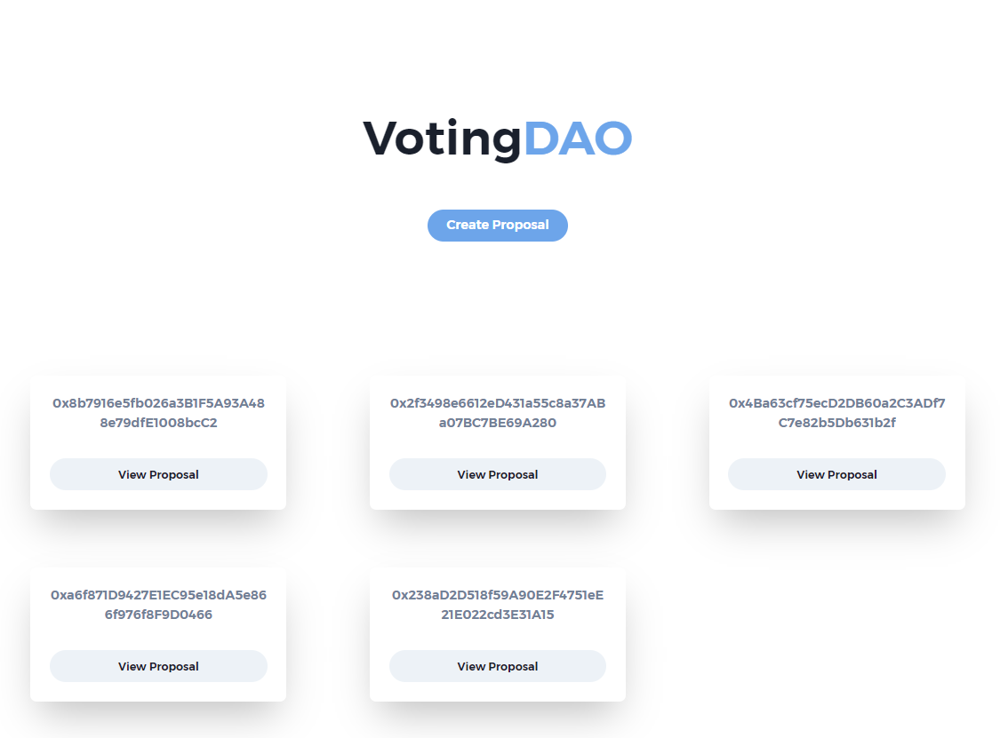 VotingDAO
Create Proposal
0x8b7916e5fb026a3B1F5A93A48
8e79dfE1008bcC2
View Proposal
0x2f3498e6612eD431a55c8a37AB
a07BC7BE69A280
View Proposal
0x4Ba63cf75ecD2DB60a2C3ADf7
C7e82b5Db631b2f
View Proposal
0xa6f871D9427E1EC95e18dA5e86
6f976f8F9D0466
View Proposal
0x238aD2D518f59A90E2F4751eE
21E022cd3E31A15
View Proposal